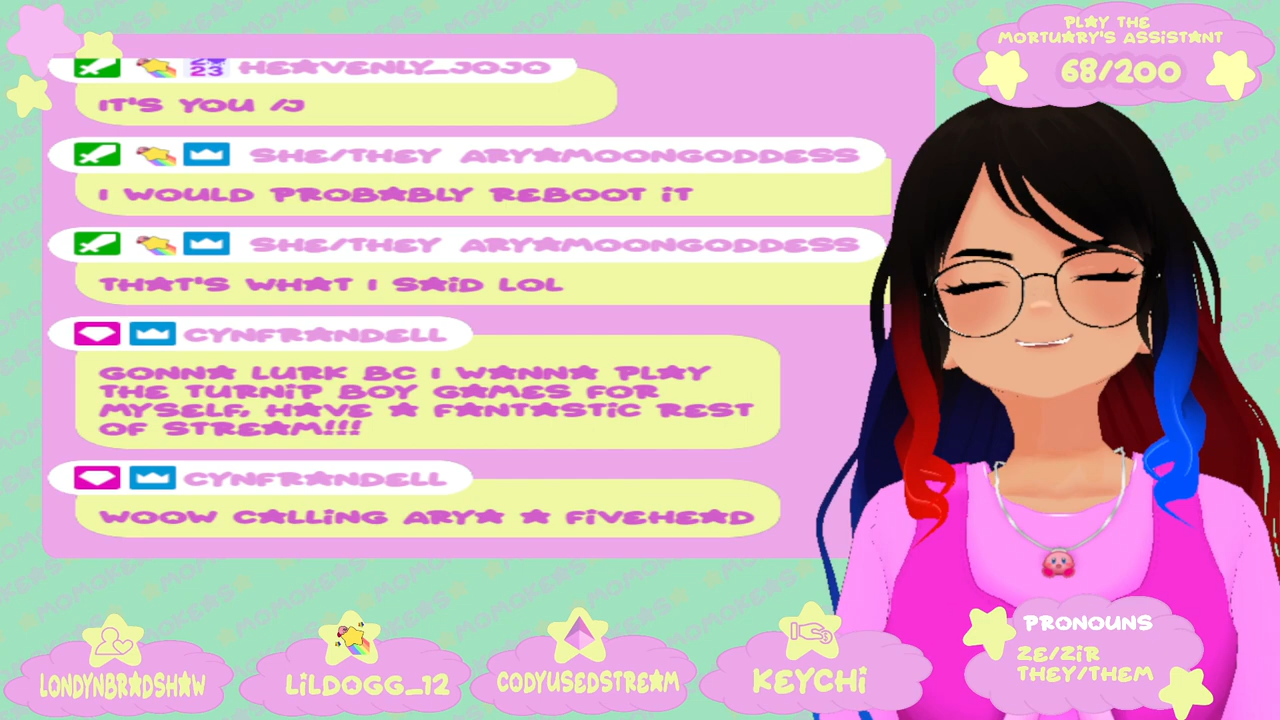 PLAY THE
MORTUARY'S ASSISTANT
68/200
23 HEAVENLY_JOJO
IT'S YOU /J
SHE/THEY ARYAMOONGODDESS
I WOULD PROBABLY REBOOT IT
SHE/THEY ARYAMOONGODDESS
THAT'S WHAT I SAID LOL
CYNFRANDELL
GONNA LURK BC I WANNA PLAY
THE TURNIP BOY GAMES FOR
MYSELF, HAVE A FANTASTIC REST
OF STREAM!!!
CYNFRANDELL
WOOW CALLING ARYA A FIVEHEAD
LONDYNBRADSHAW
LILDOGG_12
CODYUSEDSTREAM
KEYCHI
PRONOUNS
ZE/ZIR
THEY/THEM